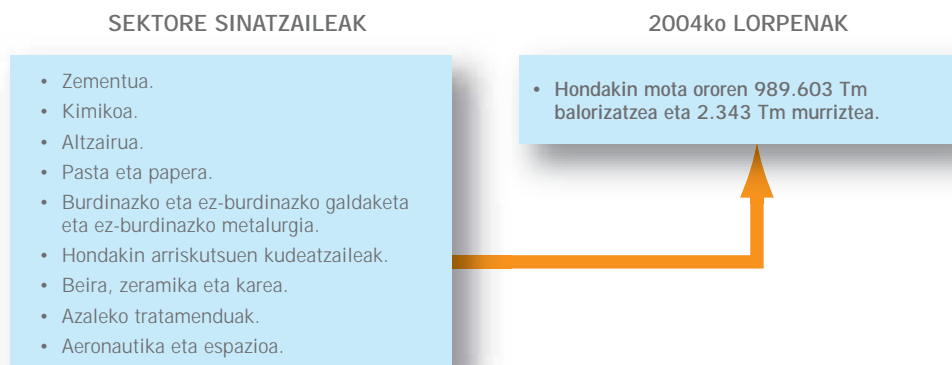 SEKTORE SINATZAILEAK
• Zementua.
• Kimikoa.
• Altzairua.
• Pasta eta papera.
• Burdinazko eta ez-burdinazko galdaketa
eta ez-burdinazko metalurgia.
• Hondakin arriskutsuen kudeatzaileak.
• Beira, zeramika eta karea.
• Azaleko tratamenduak.
• Aeronautika eta espazioa.
2004ko LORPENAK
• Hondakin mota ororen 989.603 Tm
balorizatzea eta 2.343 Tm murriztea.